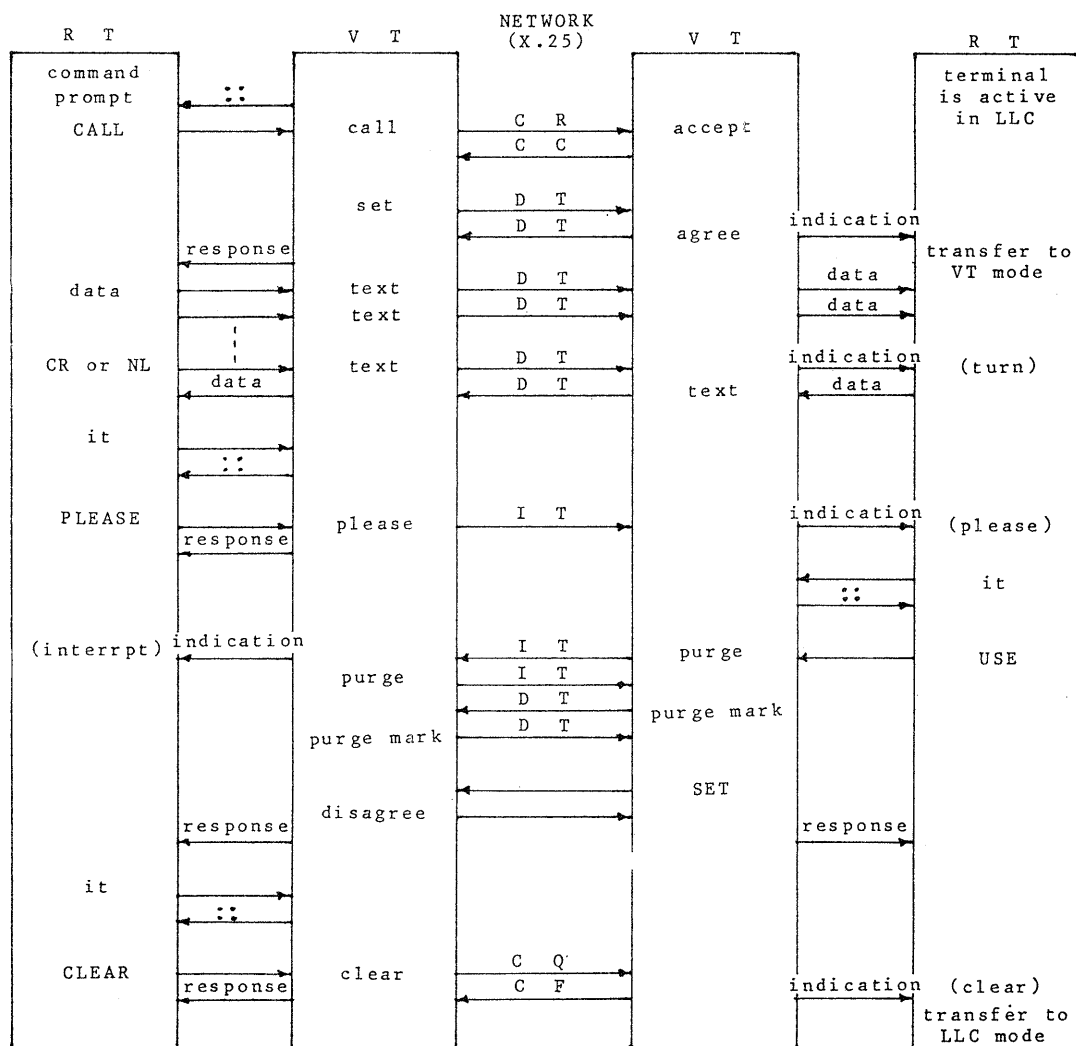 NETWORK
(X.25)
R T V T V T R T
command
prompt
::
terminal
is active
in LLC
CALL call C R accept
C C
set D T
D T agree indication
response
transfer to
VT mode
data text D T data
text D T data
CR or NL text D T indication (turn)
data D T text data
it
::
PLEASE please I T indication (please)
response
it
::
(interrpt) indication I T purge USE
purge I T
D T purge mark
purge mark D T
SET
disagree
response response
it
::
CLEAR clear C Q
response C F indication (clear)
transfer to
LLC mode